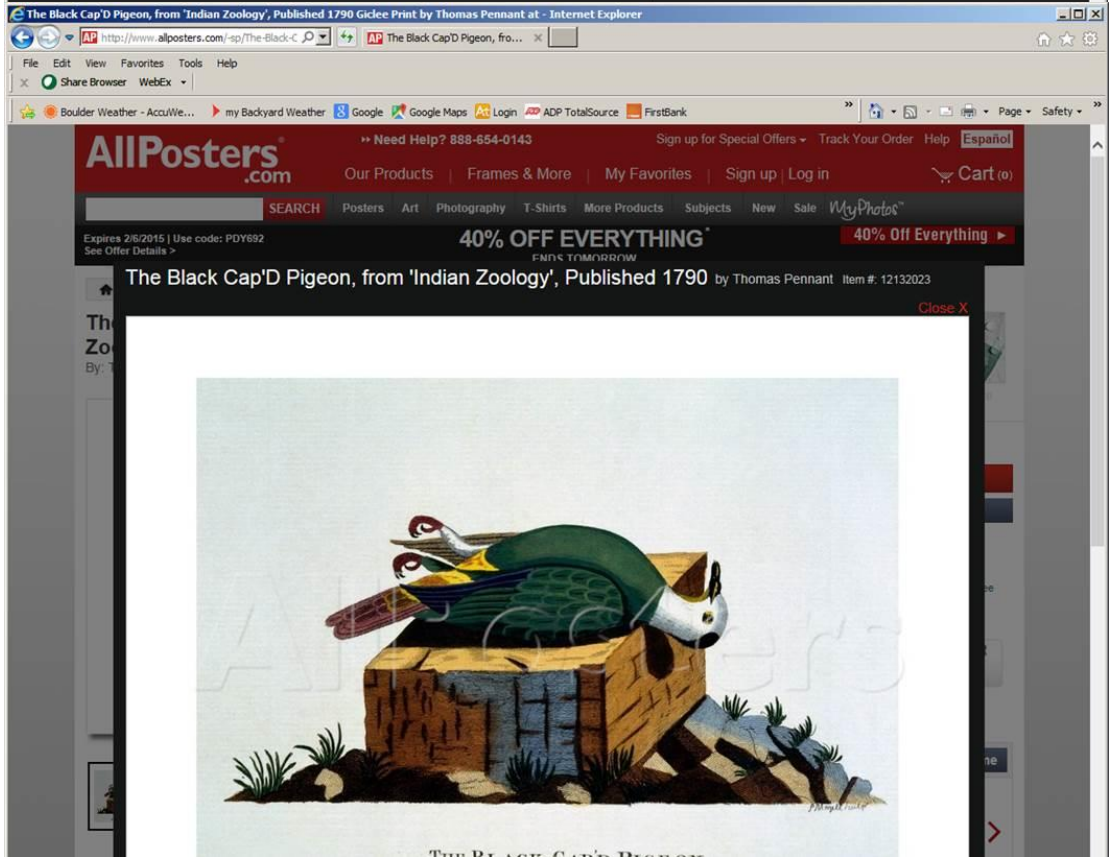 The Black Cap'D Pigeon, from 'Indian Zoology', Published 1790 Giclee Print by Thomas Pennant at - Internet Explorer
AP http://www.allposters.com/-sp/The-Black-C AP The Black Cap'D Pigeon, fro...
File Edit View Favorites Tools Help
x Share Browser WebEx
Boulder Weather - AccuWe... my Backyard Weather Google Google Maps Login ADP TotalSource FirstBank » Page Safety »
AllPosters .com
Need Help? 888-654-0143 Sign up for Special Offers Track Your Order Help Español
Our Products | Frames & More | My Favorites | Sign up | Log in Cart (0)
SEARCH Posters Art Photography T-Shirts More Products Subjects New Sale MyPhotos
Expires 2/6/2015 | Use code: PDY692
See Offer Details >
40% OFF EVERYTHING*
ENDS TOMORROW
40% Off Everything
The Black Cap'D Pigeon, from 'Indian Zoology', Published 1790 by Thomas Pennant Item #: 12132023
Close X
Th
Zo
By: T
AllPosters
THE BLACK CAP'D PIGEON